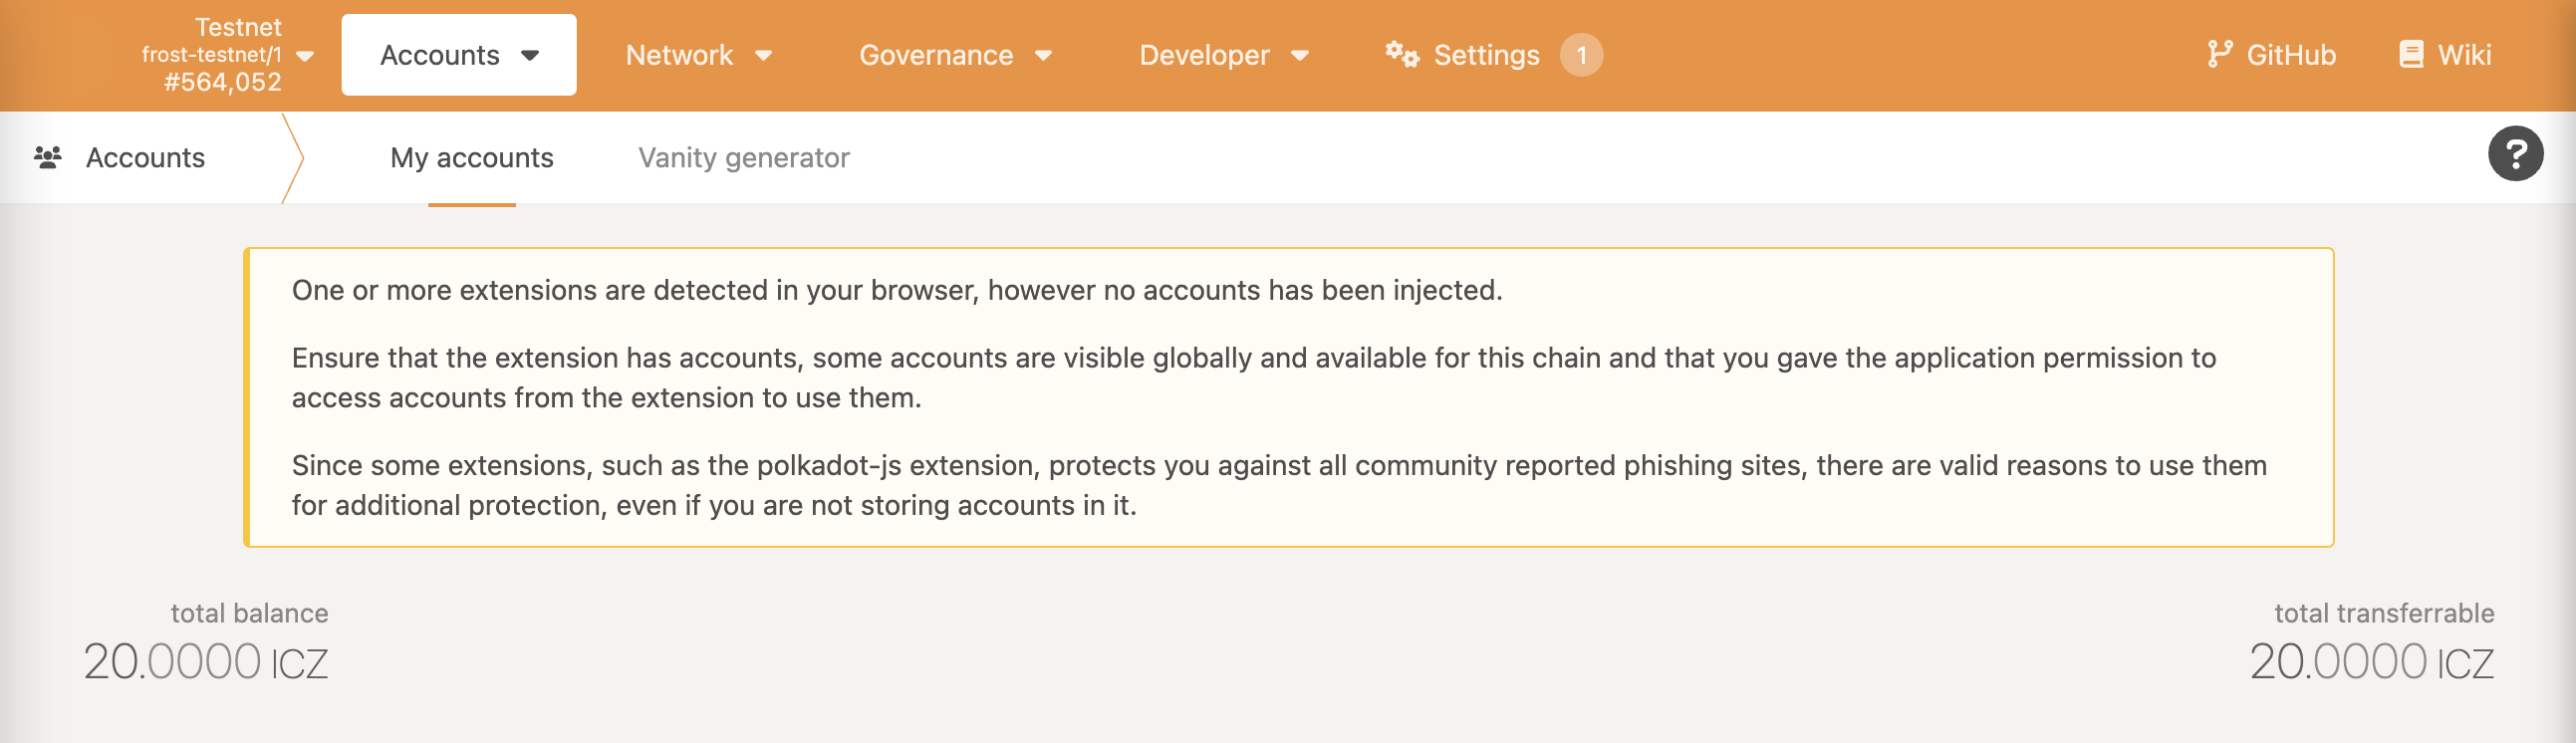 Testnet
frost-testnet/1
#564,052
Accounts
Network
Governance
Developer
Settings
1
GitHub
Wiki
Accounts
My accounts
Vanity generator
?
One or more extensions are detected in your browser, however no accounts has been injected.
Ensure that the extension has accounts, some accounts are visible globally and available for this chain and that you gave the application permission to
access accounts from the extension to use them.
Since some extensions, such as the polkadot-js extension, protects you against all community reported phishing sites, there are valid reasons to use them
for additional protection, even if you are not storing accounts in it.
total balance
20.0000 ICZ
total transferrable
20.0000 ICZ